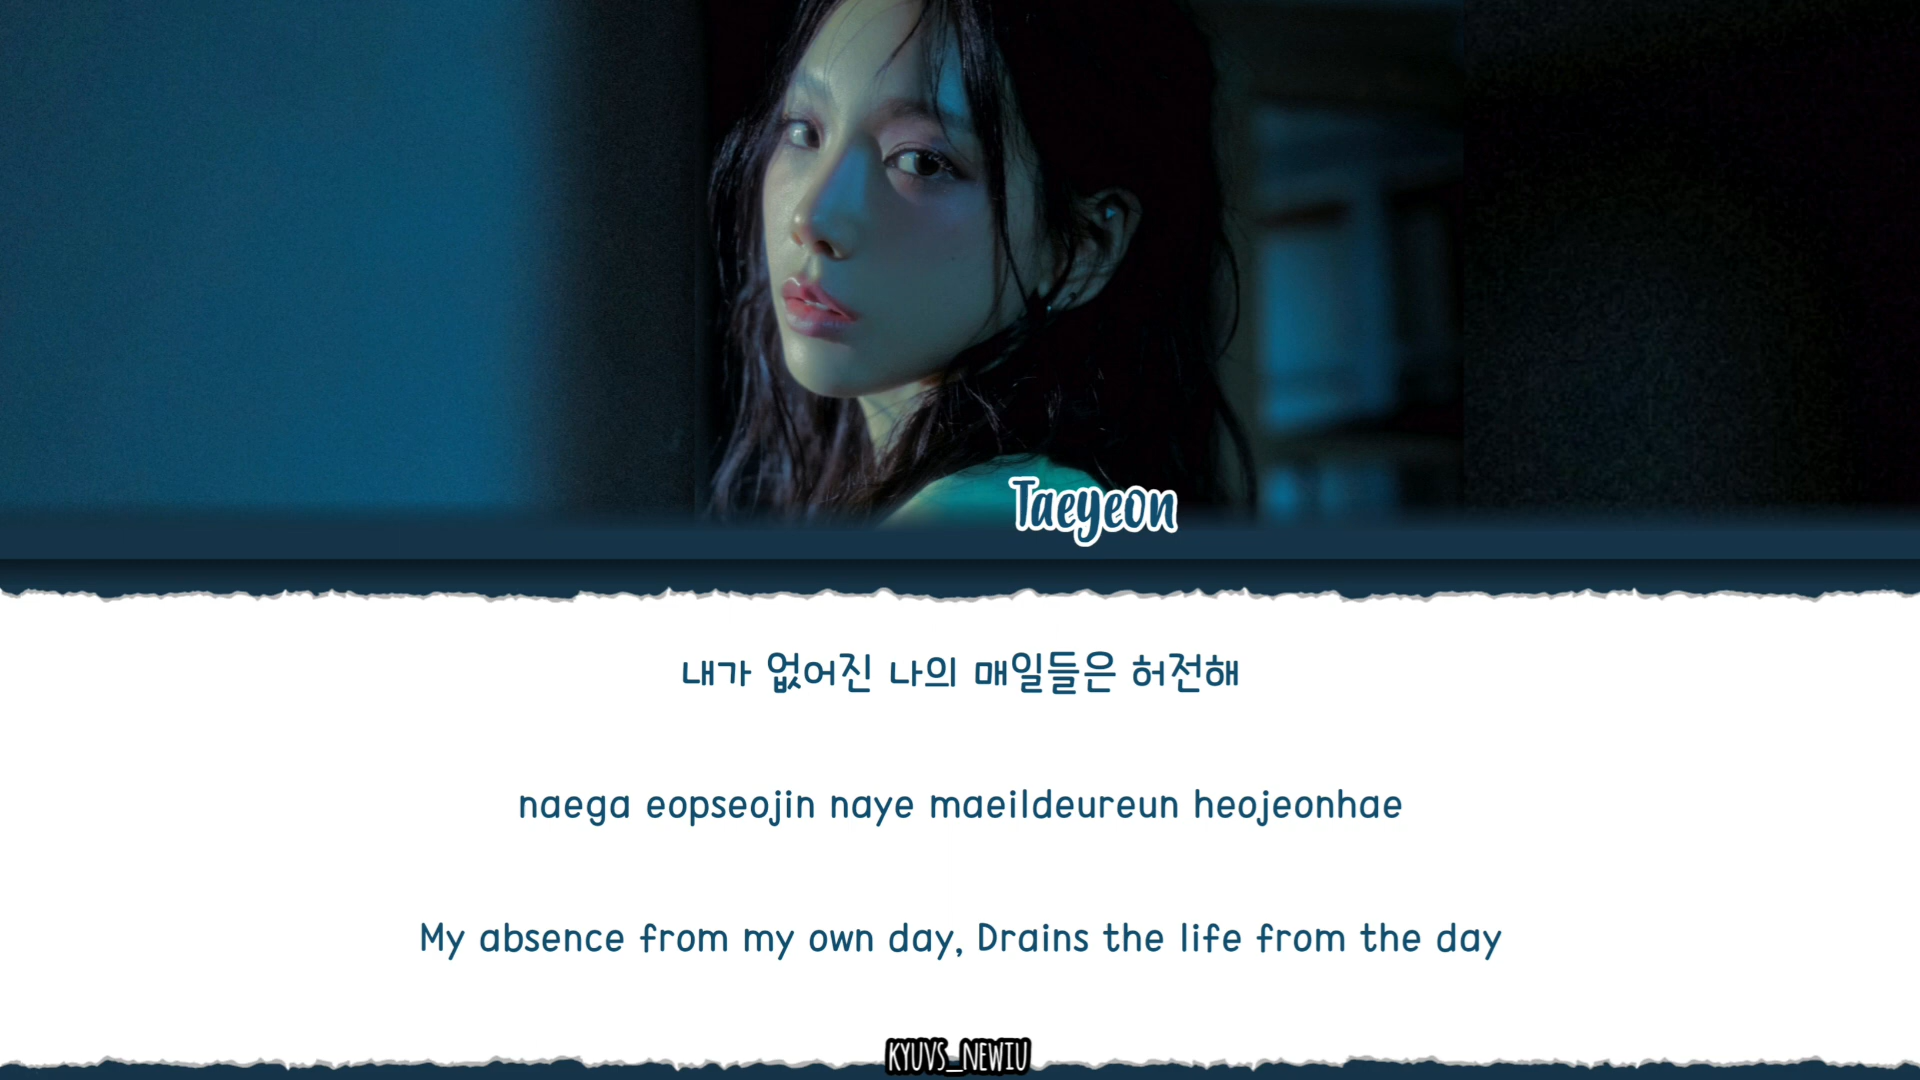 Taeyeon
내가 없어진 나의 매일들은 허전해
naega eopseojin naye maeildeureun heojeonhae
My absence from my own day, Drains the life from the day
KYUVS_NEWIU